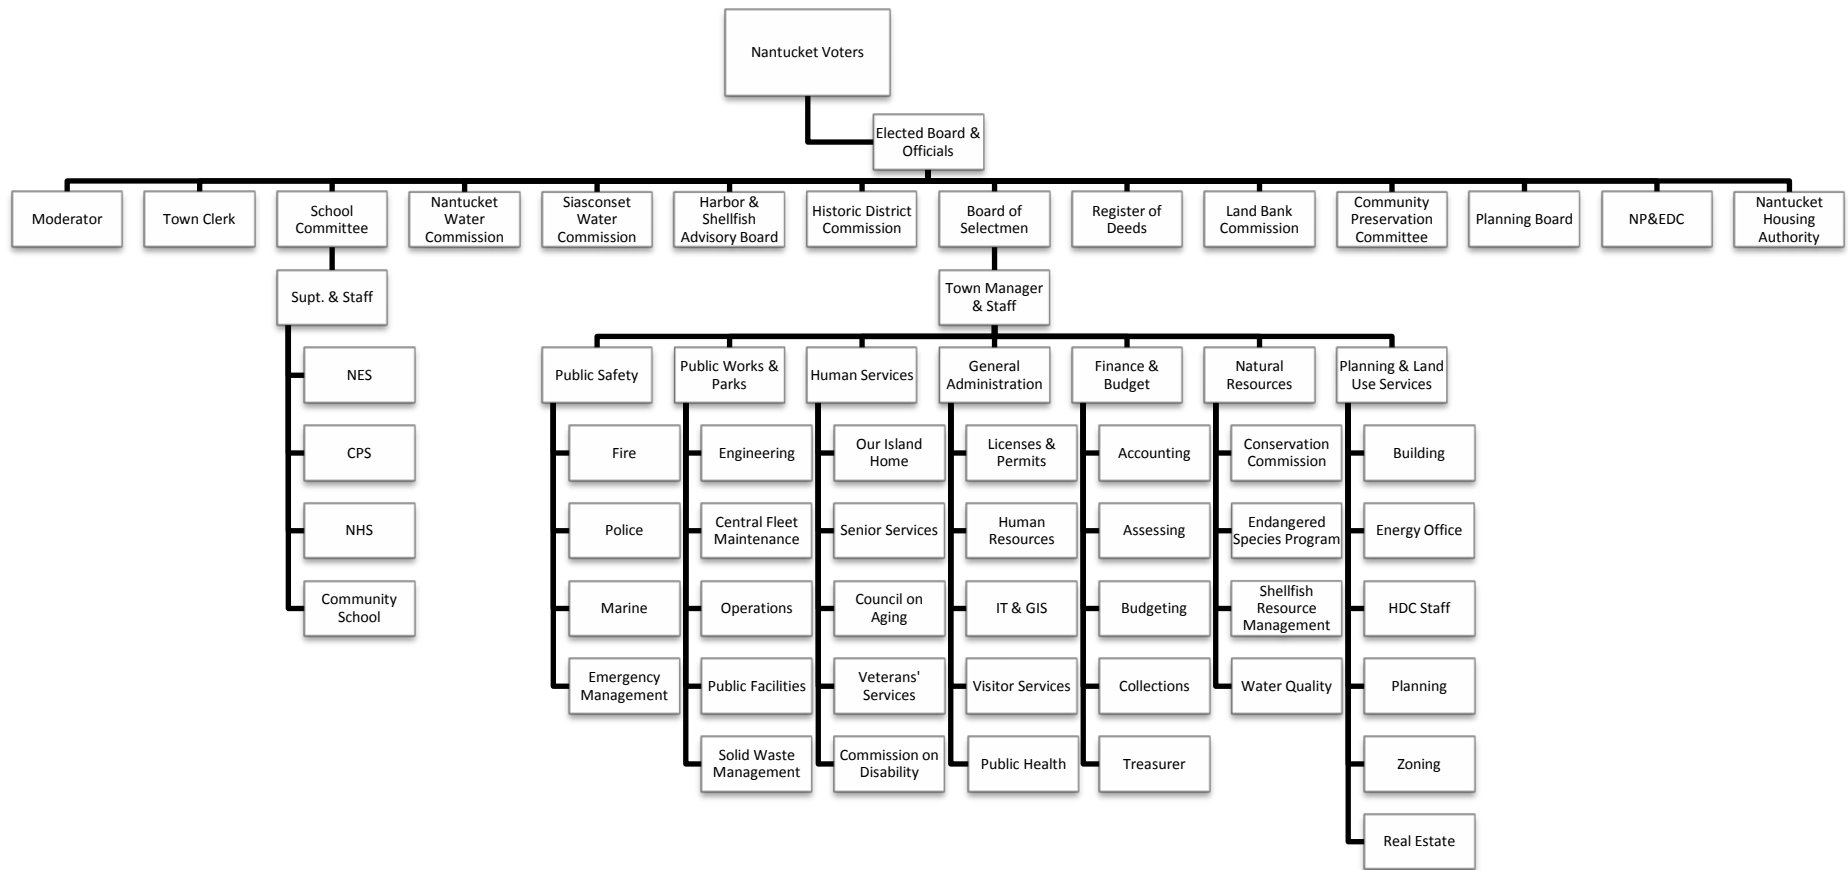 Nantucket Voters
Elected Board &
Officials
Moderator
Town Clerk
School
Committee
Nantucket
Water
Commission
Siasconset
Water
Commission
Harbor &
Shellfish
Advisory Board
Historic District
Commission
Board of
Selectmen
Register of
Deeds
Land Bank
Commission
Community
Preservation
Committee
Planning Board
NP&EDC
Nantucket
Housing
Authority
Supt. & Staff
NES
CPS
NHS
Community
School
Town Manager
& Staff
Public Safety
Fire
Police
Marine
Emergency
Management
Public Works &
Parks
Engineering
Central Fleet
Maintenance
Operations
Public Facilities
Solid Waste
Management
Human Services
Our Island
Home
Senior Services
Council on
Aging
Veterans'
Services
Commission on
Disability
General
Administration
Licenses &
Permits
Human
Resources
IT & GIS
Visitor Services
Public Health
Finance &
Budget
Accounting
Assessing
Budgeting
Collections
Treasurer
Natural
Resources
Conservation
Commission
Endangered
Species Program
Shellfish
Resource
Management
Water Quality
Planning & Land
Use Services
Building
Energy Office
HDC Staff
Planning
Zoning
Real Estate